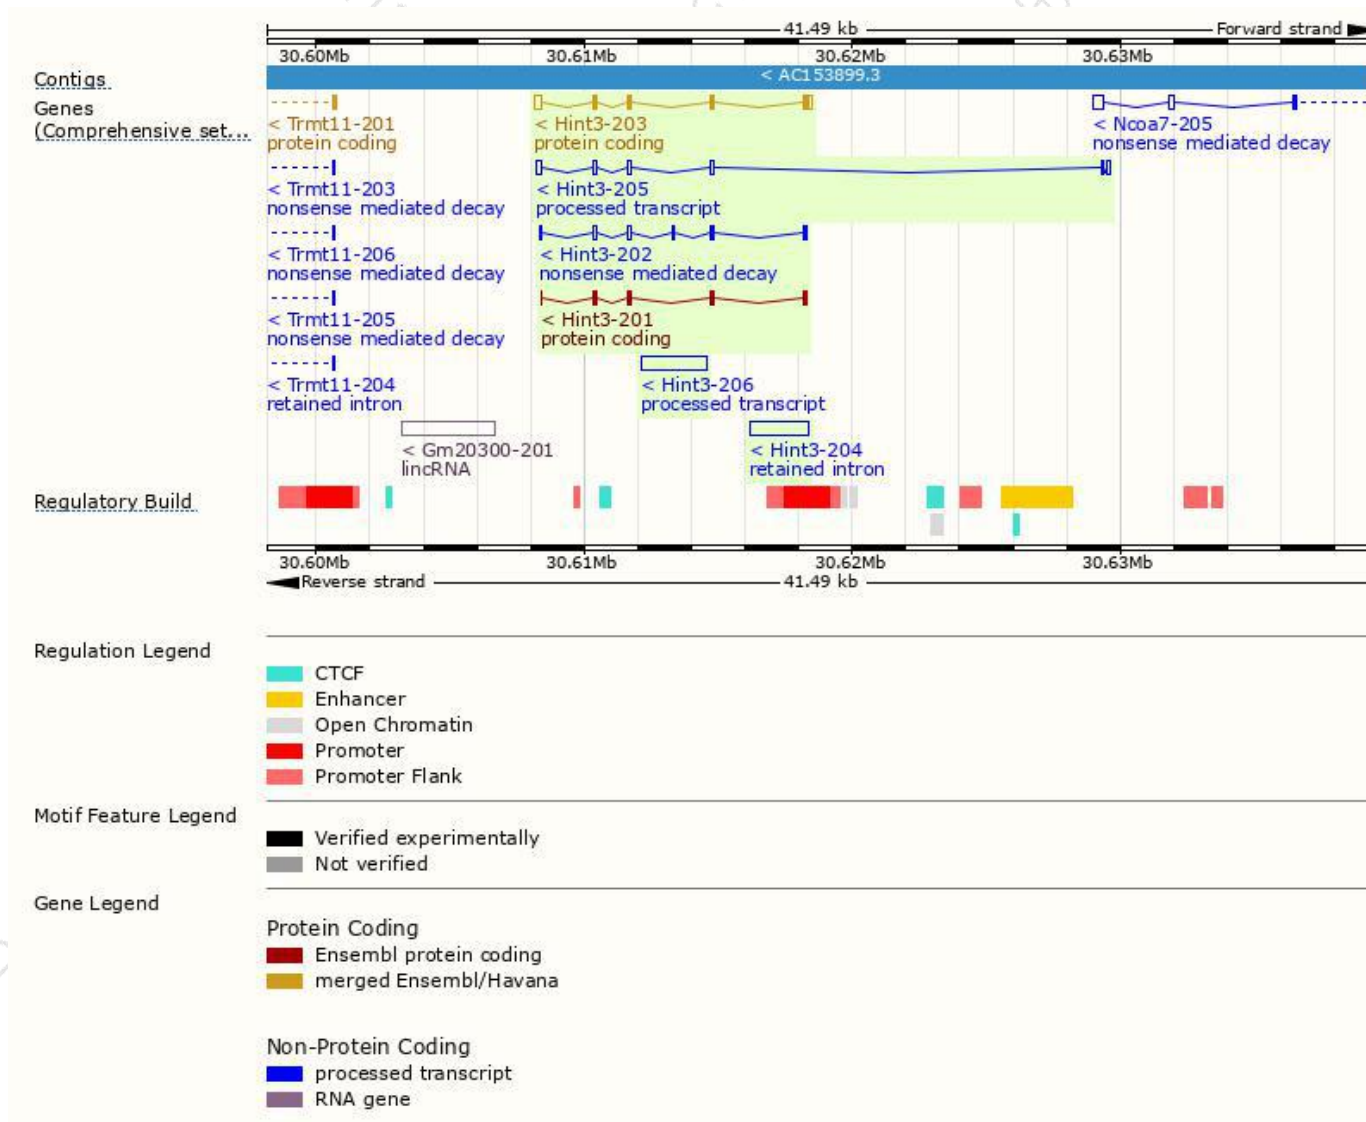 41.49 kb Forward strand
30.60Mb 30.61Mb 30.62Mb 30.63Mb
Contigs < AC153899.3
Genes
(Comprehensive set...
< Trmt11-201 < Hint3-203 < Ncoa7-205
protein coding protein coding nonsense mediated decay
< Trmt11-203 < Hint3-205
nonsense mediated decay processed transcript
< Trmt11-206 < Hint3-202
nonsense mediated decay nonsense mediated decay
< Trmt11-205 < Hint3-201
nonsense mediated decay protein coding
< Trmt11-204 < Hint3-206
retained intron processed transcript
< Gm20300-201 < Hint3-204
lincRNA retained intron
Regulatory Build
30.60Mb 30.61Mb 30.62Mb 30.63Mb
Reverse strand 41.49 kb
Regulation Legend
CTCF
Enhancer
Open Chromatin
Promoter
Promoter Flank
Motif Feature Legend
Verified experimentally
Not verified
Gene Legend
Protein Coding
Ensembl protein coding
merged Ensembl/Havana
Non-Protein Coding
processed transcript
RNA gene